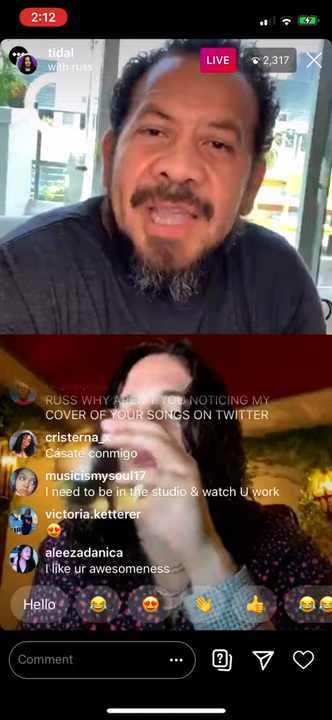 2:12
tidal
with russ
LIVE
2,317
RUSS WHY AREN'T YOU NOTICING MY
COVER OF YOUR SONGS ON TWITTER
cristerna_x
Cásate conmigo
musicismysoul17
I need to be in the studio & watch U work
victoria.ketterer
😍
aleezadanica
I like ur awesomeness
Hello 😂 😍 👋 👍 😂😂
Comment